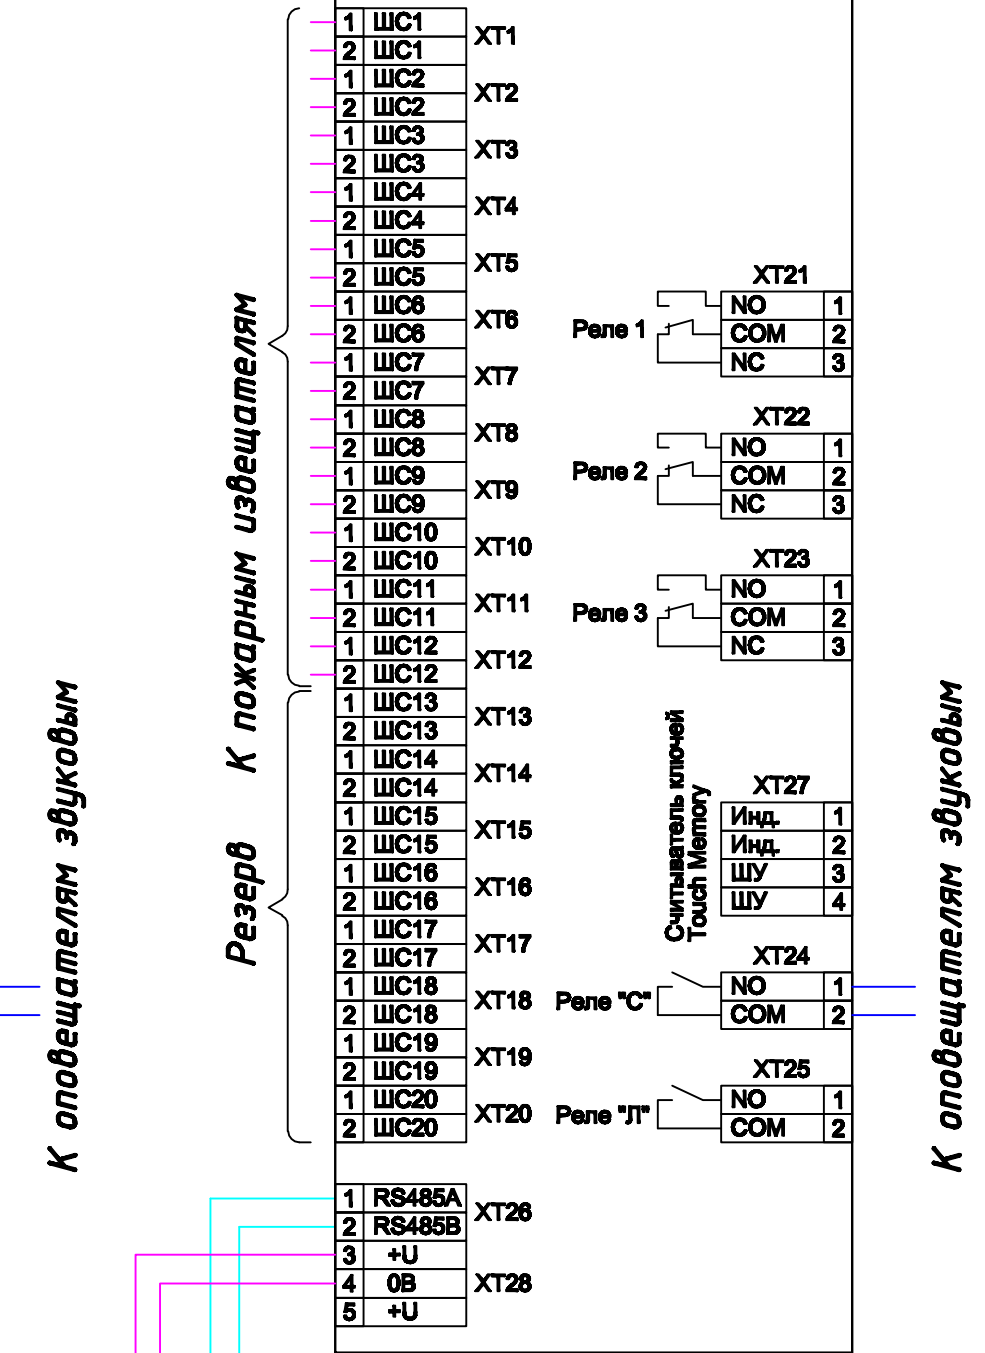 1 ШС1
2 ШС1
XT1
1 ШС2
2 ШС2
XT2
1 ШС3
2 ШС3
XT3
1 ШС4
2 ШС4
XT4
1 ШС5
2 ШС5
XT5
1 ШС6
2 ШС6
XT6
1 ШС7
2 ШС7
XT7
1 ШС8
2 ШС8
XT8
1 ШС9
2 ШС9
XT9
1 ШС10
2 ШС10
XT10
1 ШС11
2 ШС11
XT11
1 ШС12
2 ШС12
XT12
1 ШС13
2 ШС13
XT13
1 ШС14
2 ШС14
XT14
1 ШС15
2 ШС15
XT15
1 ШС16
2 ШС16
XT16
1 ШС17
2 ШС17
XT17
1 ШС18
2 ШС18
XT18
1 ШС19
2 ШС19
XT19
1 ШС20
2 ШС20
XT20
К пожарным извещателям
Резерв
К оповещателям звуковым
1 RS485A
2 RS485B
XT26
3 +U
4 0В
5 +U
XT28
XT21
Реле 1
NO 1
COM 2
NC 3
XT22
Реле 2
NO 1
COM 2
NC 3
XT23
Реле 3
NO 1
COM 2
NC 3
Считыватель ключей
Touch Memory
XT27
Инд. 1
Инд. 2
ШУ 3
ШУ 4
XT24
Реле "С"
NO 1
COM 2
XT25
Реле "Л"
NO 1
COM 2
К оповещателям звуковым